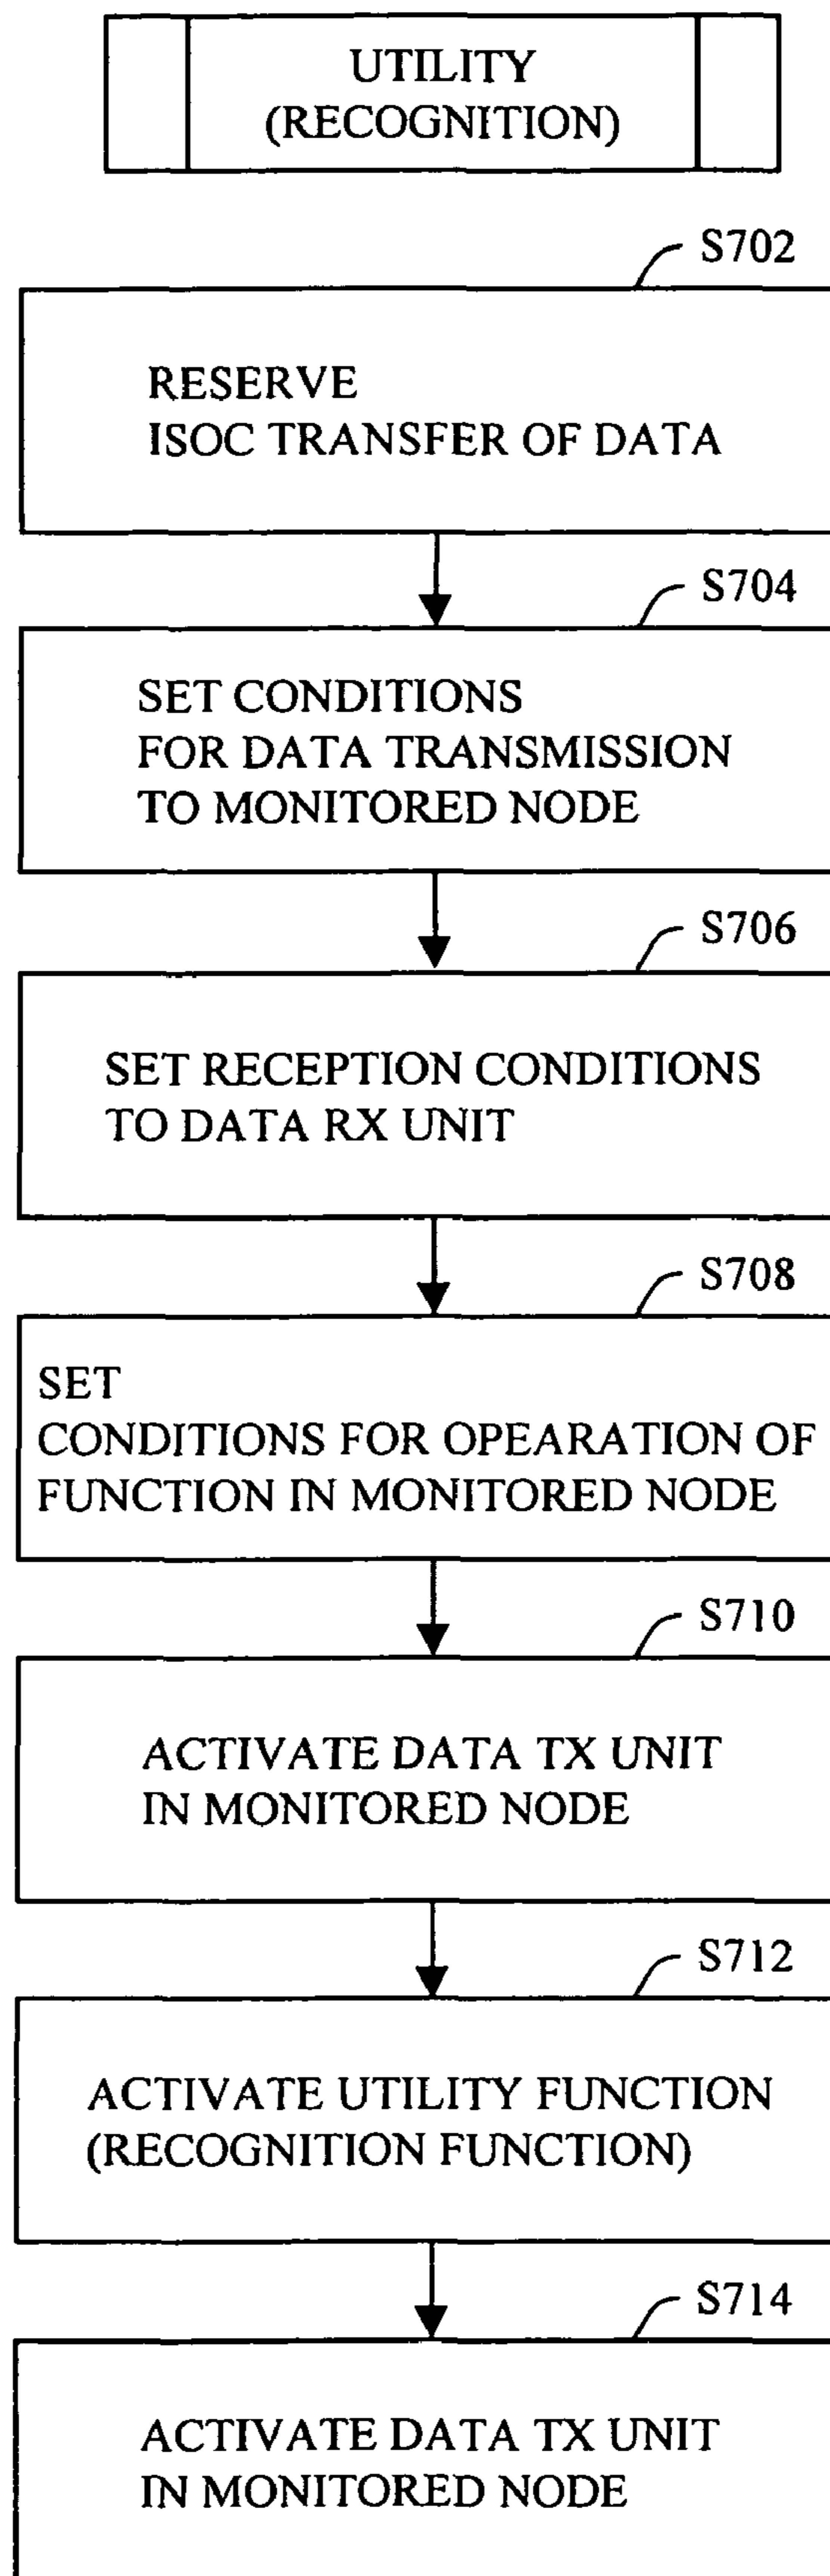 UTILITY
(RECOGNITION)
S702
RESERVE
ISOC TRANSFER OF DATA
S704
SET CONDITIONS
FOR DATA TRANSMISSION
TO MONITORED NODE
S706
SET RECEPTION CONDITIONS
TO DATA RX UNIT
S708
SET
CONDITIONS FOR OPEARATION OF
FUNCTION IN MONITORED NODE
S710
ACTIVATE DATA TX UNIT
IN MONITORED NODE
S712
ACTIVATE UTILITY FUNCTION
(RECOGNITION FUNCTION)
S714
ACTIVATE DATA TX UNIT
IN MONITORED NODE